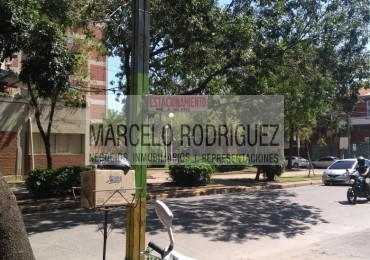 ESTACIONAMIENTO
MARCELO RODRIGUEZ
NEGOCIOS INMOBILIARIOS Y REPRESENTACIONES